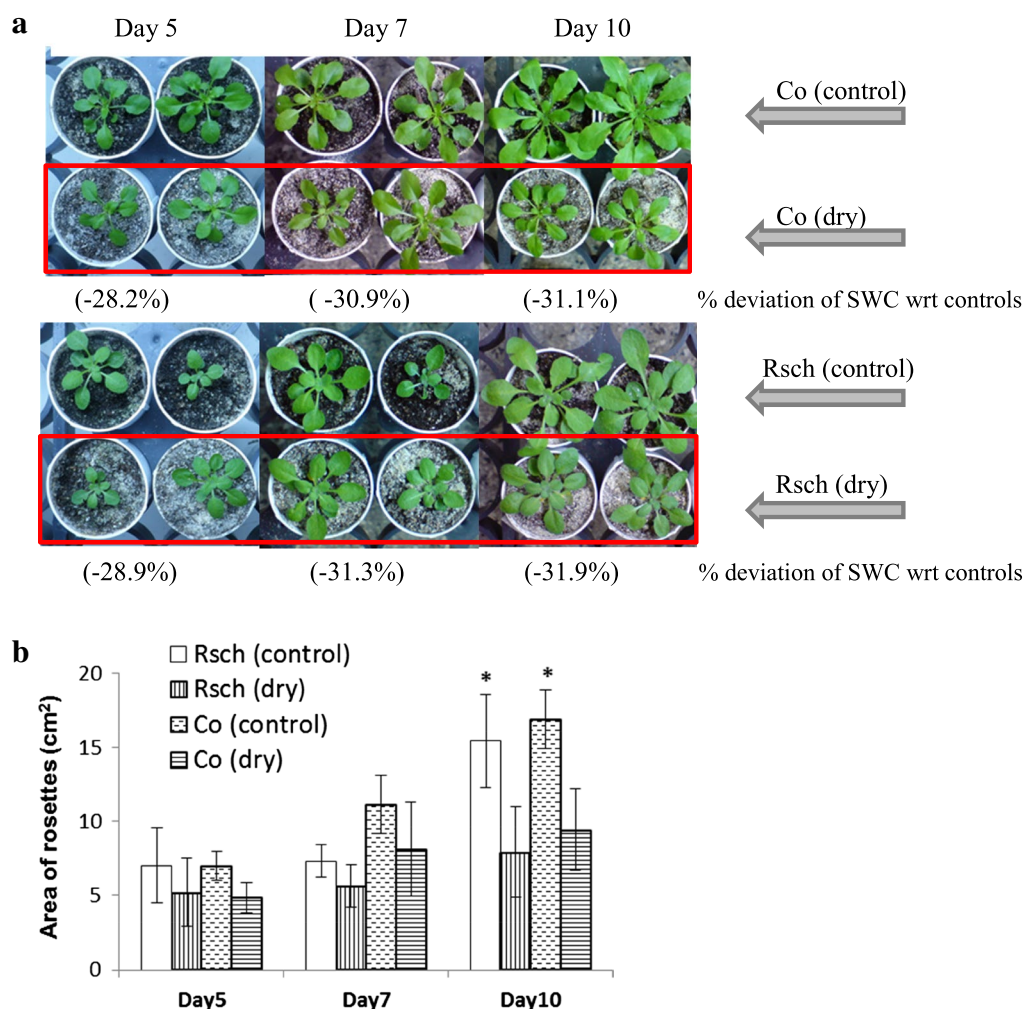 a
Day 5 Day 7 Day 10
Co (control)
Co (dry)
(-28.2%) ( -30.9%) (-31.1%) % deviation of SWC wrt controls
Rsch (control)
Rsch (dry)
(-28.9%) (-31.3%) (-31.9%) % deviation of SWC wrt controls
b
Rsch (control)
Rsch (dry)
Co (control)
Co (dry)
Area of rosettes (cm²)
20
15
10
5
0
* *
Day5 Day7 Day10